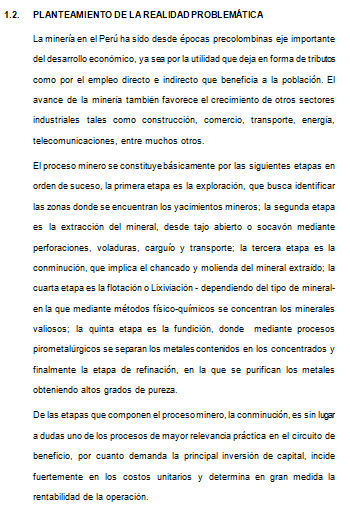 1.2. PLANTEAMIENTO DE LA REALIDAD PROBLEMÁTICA
La minería en el Perú ha sido desde épocas precolombinas eje importante
del desarrollo económico, ya sea por la utilidad que deja en forma de tributos
como por el empleo directo e indirecto que beneficia a la población. El
avance de la minería también favorece el crecimiento de otros sectores
industriales tales como construcción, comercio, transporte, energía,
telecomunicaciones, entre muchos otros.
El proceso minero se constituye básicamente por las siguientes etapas en
orden de suceso, la primera etapa es la exploración, que busca identificar
las zonas donde se encuentran los yacimientos mineros; la segunda etapa
es la extracción del mineral, desde tajo abierto o socavón mediante
perforaciones, voladuras, carguío y transporte; la tercera etapa es la
conminución, que implica el chancado y molienda del mineral extraído; la
cuarta etapa es la flotación o Lixiviación - dependiendo del tipo de mineral-
en la que mediante métodos físico-químicos se concentran los minerales
valiosos; la quinta etapa es la fundición, donde mediante procesos
pirometalúrgicos se separan los metales contenidos en los concentrados y
finalmente la etapa de refinación, en la que se purifican los metales
obteniendo altos grados de pureza.
De las etapas que componen el proceso minero, la conminución, es sin lugar
a dudas uno de los procesos de mayor relevancia práctica en el circuito de
beneficio, por cuanto demanda la principal inversión de capital, incide
fuertemente en los costos unitarios y determina en gran medida la
rentabilidad de la operación.